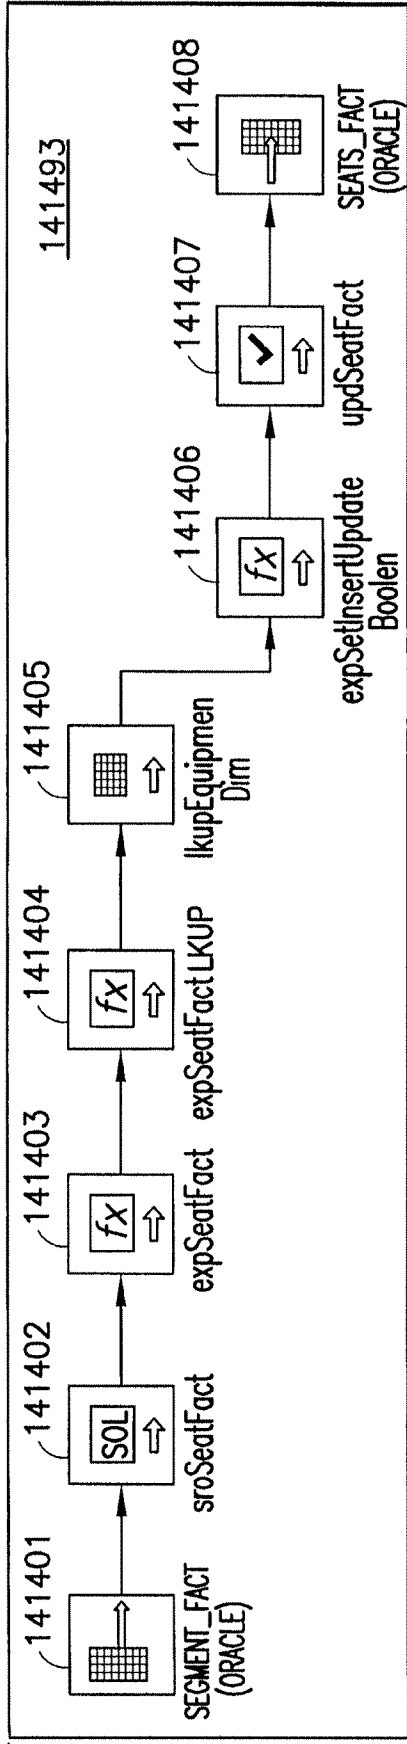 141493
141401
SEGMENT_FACT
(ORACLE)
141402
SOL
sroSeatFact
141403
fx
expSeatFact
141404
fx
expSeatFactLKUP
141405
lkupEquipmen
Dim
141406
fx
expSetInsertUpdate
Boolen
141407
updSeatFact
141408
SEATS_FACT
(ORACLE)